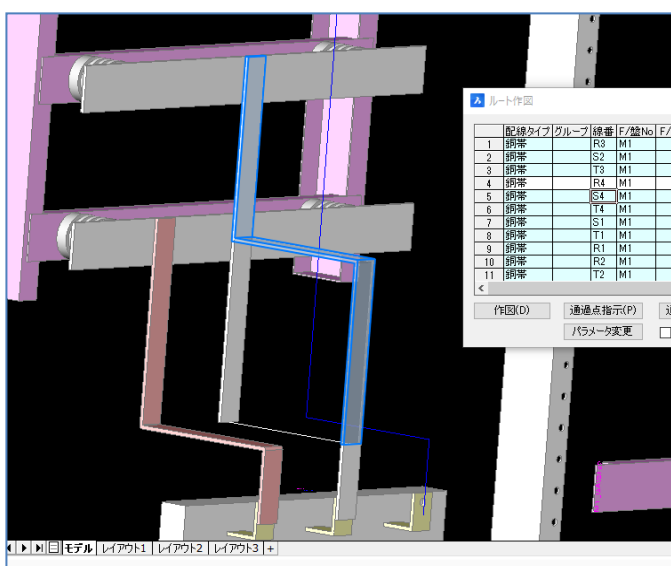 ルート作図
配線タイプ グループ 線番 F/盤No F/
1 銅帯 R3 M1
2 銅帯 S2 M1
3 銅帯 T3 M1
4 銅帯 R4 M1
5 銅帯 S4 M1
6 銅帯 T4 M1
7 銅帯 S1 M1
8 銅帯 T1 M1
9 銅帯 R1 M1
10 銅帯 R2 M1
11 銅帯 T2 M1
作図(D) 通過点指示(P)
パラメータ変更
モデル レイアウト1 レイアウト2 レイアウト3 +